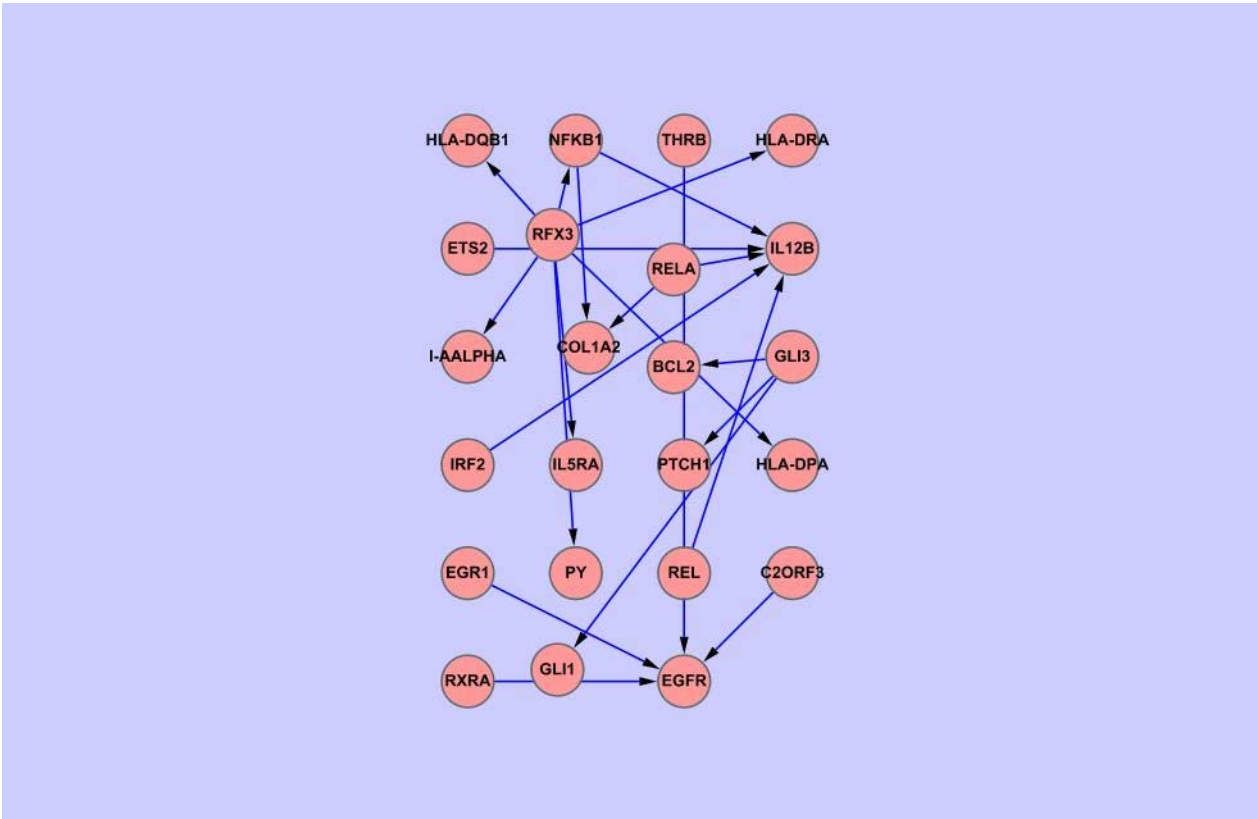 HLA-DQB1
NFKB1
THRB
HLA-DRA
RFX3
ETS2
IL12B
RELA
I-AALPHA
COL1A2
BCL2
GLI3
IRF2
IL5RA
PTCH1
HLA-DPA
EGR1
PY
REL
C2ORF3
GLI1
RXRA
EGFR